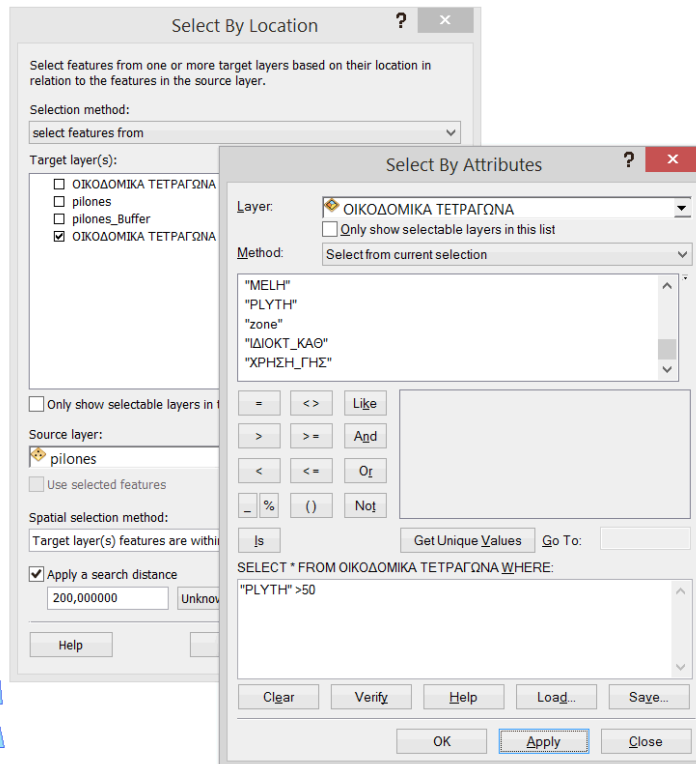 Select By Location
?
×
Select features from one or more target layers based on their location in
relation to the features in the source layer.
Selection method:
select features from
Target layer(s):
ΟΙΚΟΔΟΜΙΚΑ ΤΕΤΡΑΓΩΝΑ
pilones
pilones_Buffer
ΟΙΚΟΔΟΜΙΚΑ ΤΕΤΡΑΓΩΝΑ
Only show selectable layers in
Source layer:
pilones
Use selected features
Spatial selection method:
Target layer(s) features are
Apply a search distance
200,000000
Help
Select By Attributes
?
×
Layer:
ΟΙΚΟΔΟΜΙΚΑ ΤΕΤΡΑΓΩΝΑ
Only show selectable layers in this list
Method:
Select from current selection
"MELH"
"PLYTH"
"zone"
"ΙΔΙΟΚΤ_ΚΑΘ"
"ΧΡΗΣΗ_ΓΗΣ"
= <> Like
> >= And
< <= Or
_ % () Not
Is
Get Unique Values
Go To:
SELECT * FROM ΟΙΚΟΔΟΜΙΚΑ ΤΕΤΡΑΓΩΝΑ WHERE:
"PLYTH" >50
Clear Verify Help Load... Save...
OK Apply Close